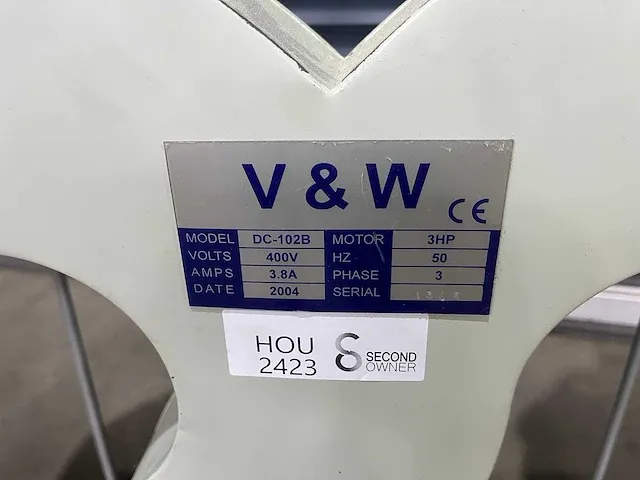 V & W
CE
MODEL DC-102B MOTOR 3HP
VOLTS 400V HZ 50
AMPS 3.8A PHASE 3
DATE 2004 SERIAL
HOU
2423
SECOND
OWNER